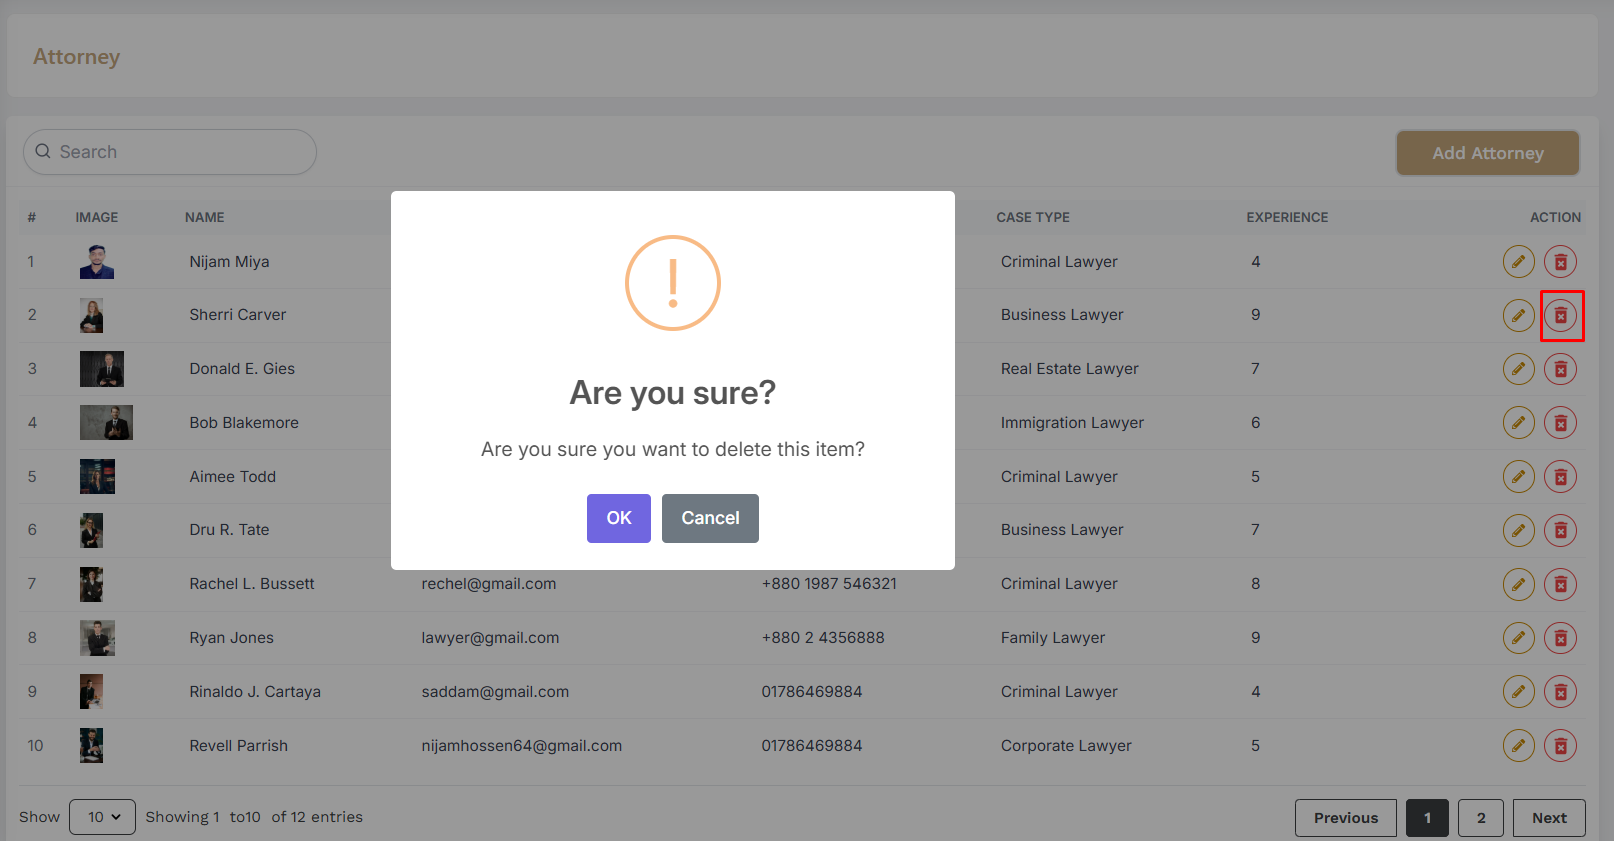 Attorney
Search
Add Attorney
# IMAGE NAME CASE TYPE EXPERIENCE ACTION
1 Nijam Miya Criminal Lawyer 4
2 Sherri Carver Business Lawyer 9
3 Donald E. Gies Real Estate Lawyer 7
4 Bob Blakemore Immigration Lawyer 6
5 Aimee Todd Criminal Lawyer 5
6 Dru R. Tate Business Lawyer 7
7 Rachel L. Bussett rechel@gmail.com +880 1987 546321 Criminal Lawyer 8
8 Ryan Jones lawyer@gmail.com +880 2 4356888 Family Lawyer 9
9 Rinaldo J. Cartaya saddam@gmail.com 01786469884 Criminal Lawyer 4
10 Revell Parrish nijamhossen64@gmail.com 01786469884 Corporate Lawyer 5
!
Are you sure?
Are you sure you want to delete this item?
OK Cancel
Show 10 Showing 1 to10 of 12 entries Previous 1 2 Next